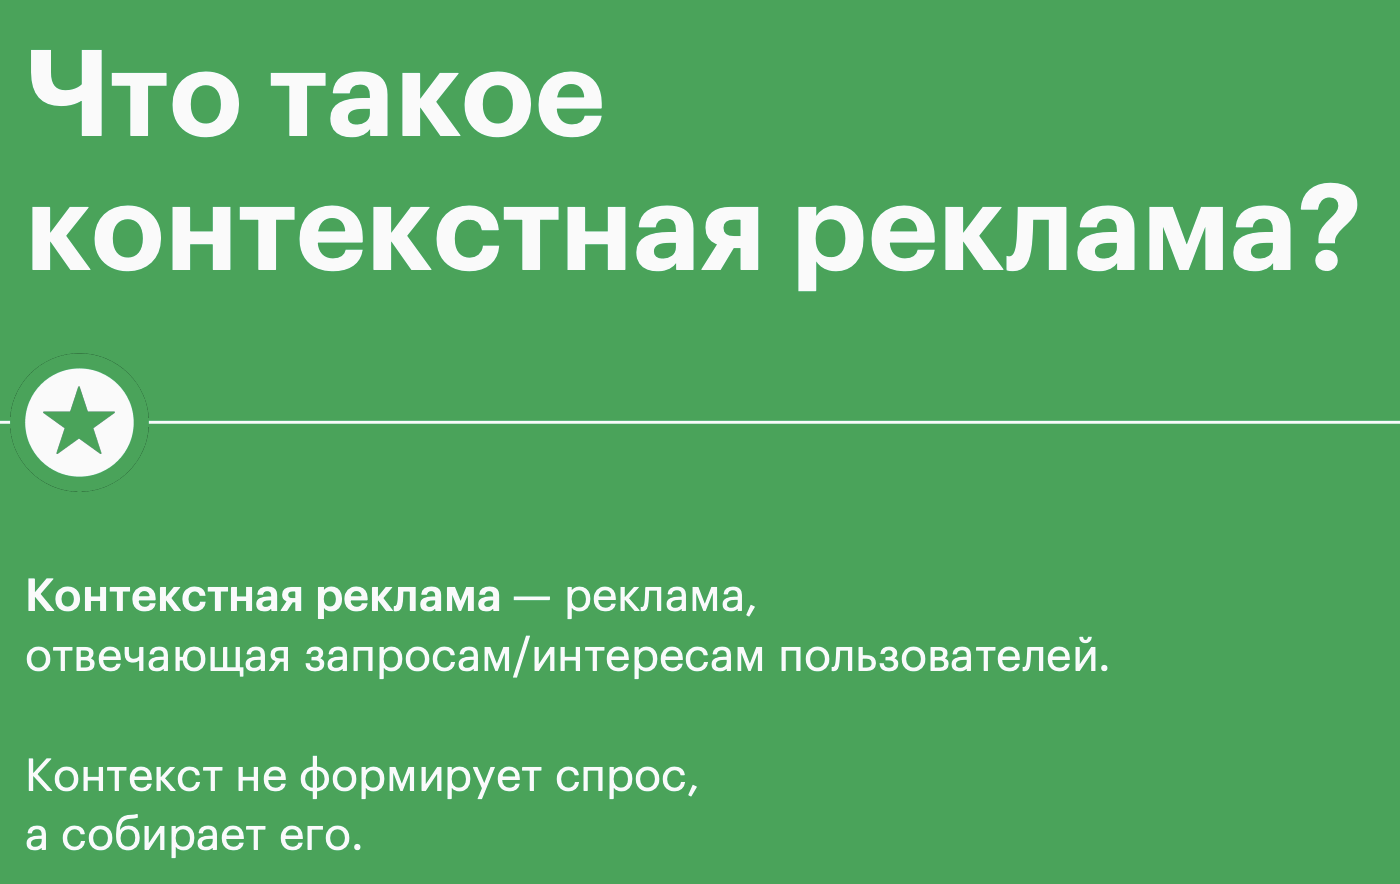 Что такое
контекстная реклама?
Контекстная реклама — реклама,
отвечающая запросам/интересам пользователей.
Контекст не формирует спрос,
а собирает его.